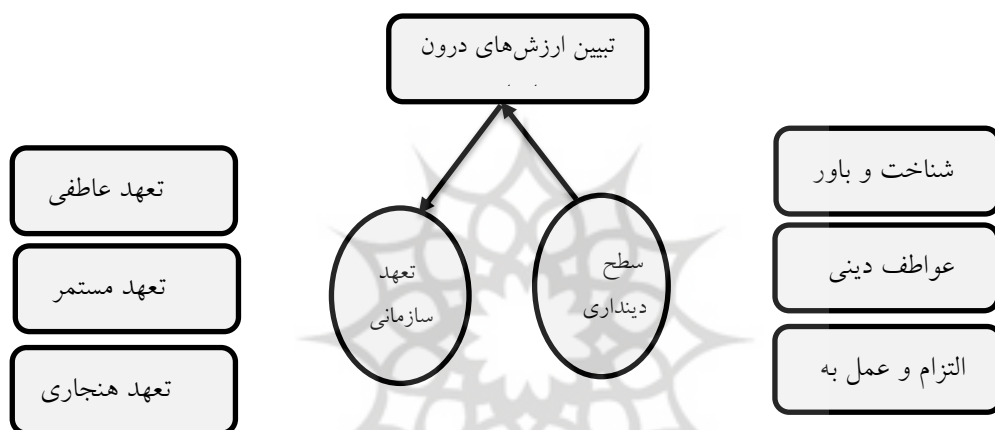 تبیین ارزش‌های درون
شناخت و باور
عواطف دینی
التزام و عمل به
سطح
دینداری
تعهد
سازمانی
تعهد عاطفی
تعهد مستمر
تعهد هنجاری